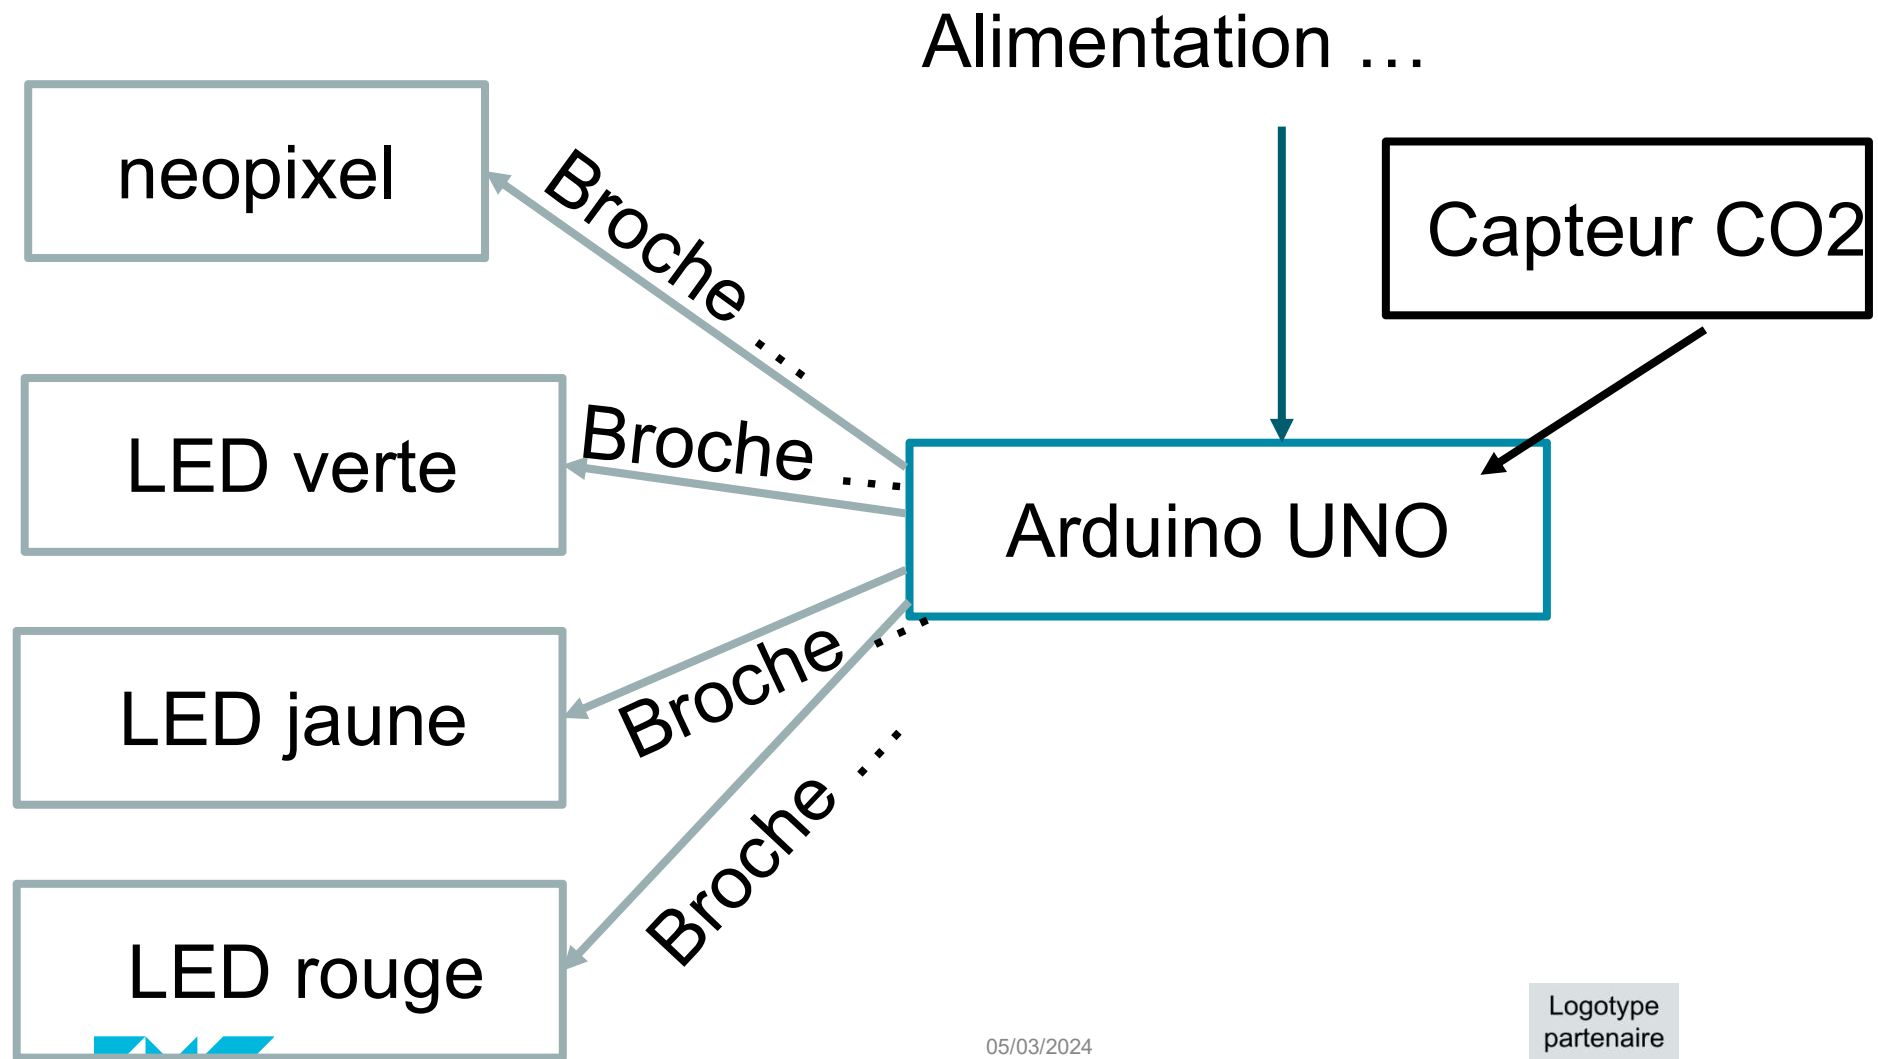 Alimentation …
neopixel
Broche …
Capteur CO2
LED verte
Broche …
Arduino UNO
LED jaune
Broche …
LED rouge
Broche …
05/03/2024
Logotype
partenaire